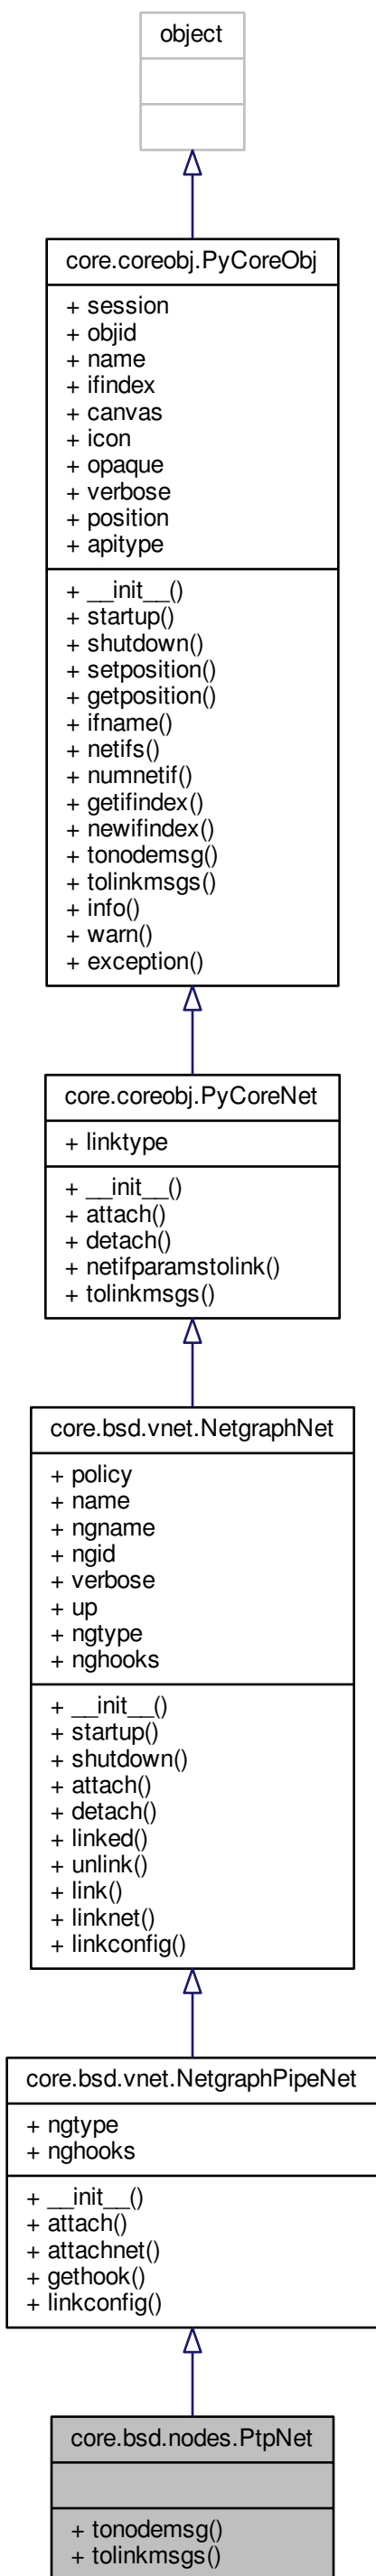 object
core.coreobj.PyCoreObj
+ session
+ objid
+ name
+ ifindex
+ canvas
+ icon
+ opaque
+ verbose
+ position
+ apitype
+ __init__()
+ startup()
+ shutdown()
+ setposition()
+ getposition()
+ ifname()
+ netifs()
+ numnetif()
+ getifindex()
+ newifindex()
+ tonodemsg()
+ tolinkmsgs()
+ info()
+ warn()
+ exception()
core.coreobj.PyCoreNet
+ linktype
+ __init__()
+ attach()
+ detach()
+ netifparamstolink()
+ tolinkmsgs()
core.bsd.vnet.NetgraphNet
+ policy
+ name
+ ngname
+ ngid
+ verbose
+ up
+ ngtype
+ nghooks
+ __init__()
+ startup()
+ shutdown()
+ attach()
+ detach()
+ linked()
+ unlink()
+ link()
+ linknet()
+ linkconfig()
core.bsd.vnet.NetgraphPipeNet
+ ngtype
+ nghooks
+ __init__()
+ attach()
+ attachnet()
+ gethook()
+ linkconfig()
core.bsd.nodes.PtpNet
+ tonodemsg()
+ tolinkmsgs()